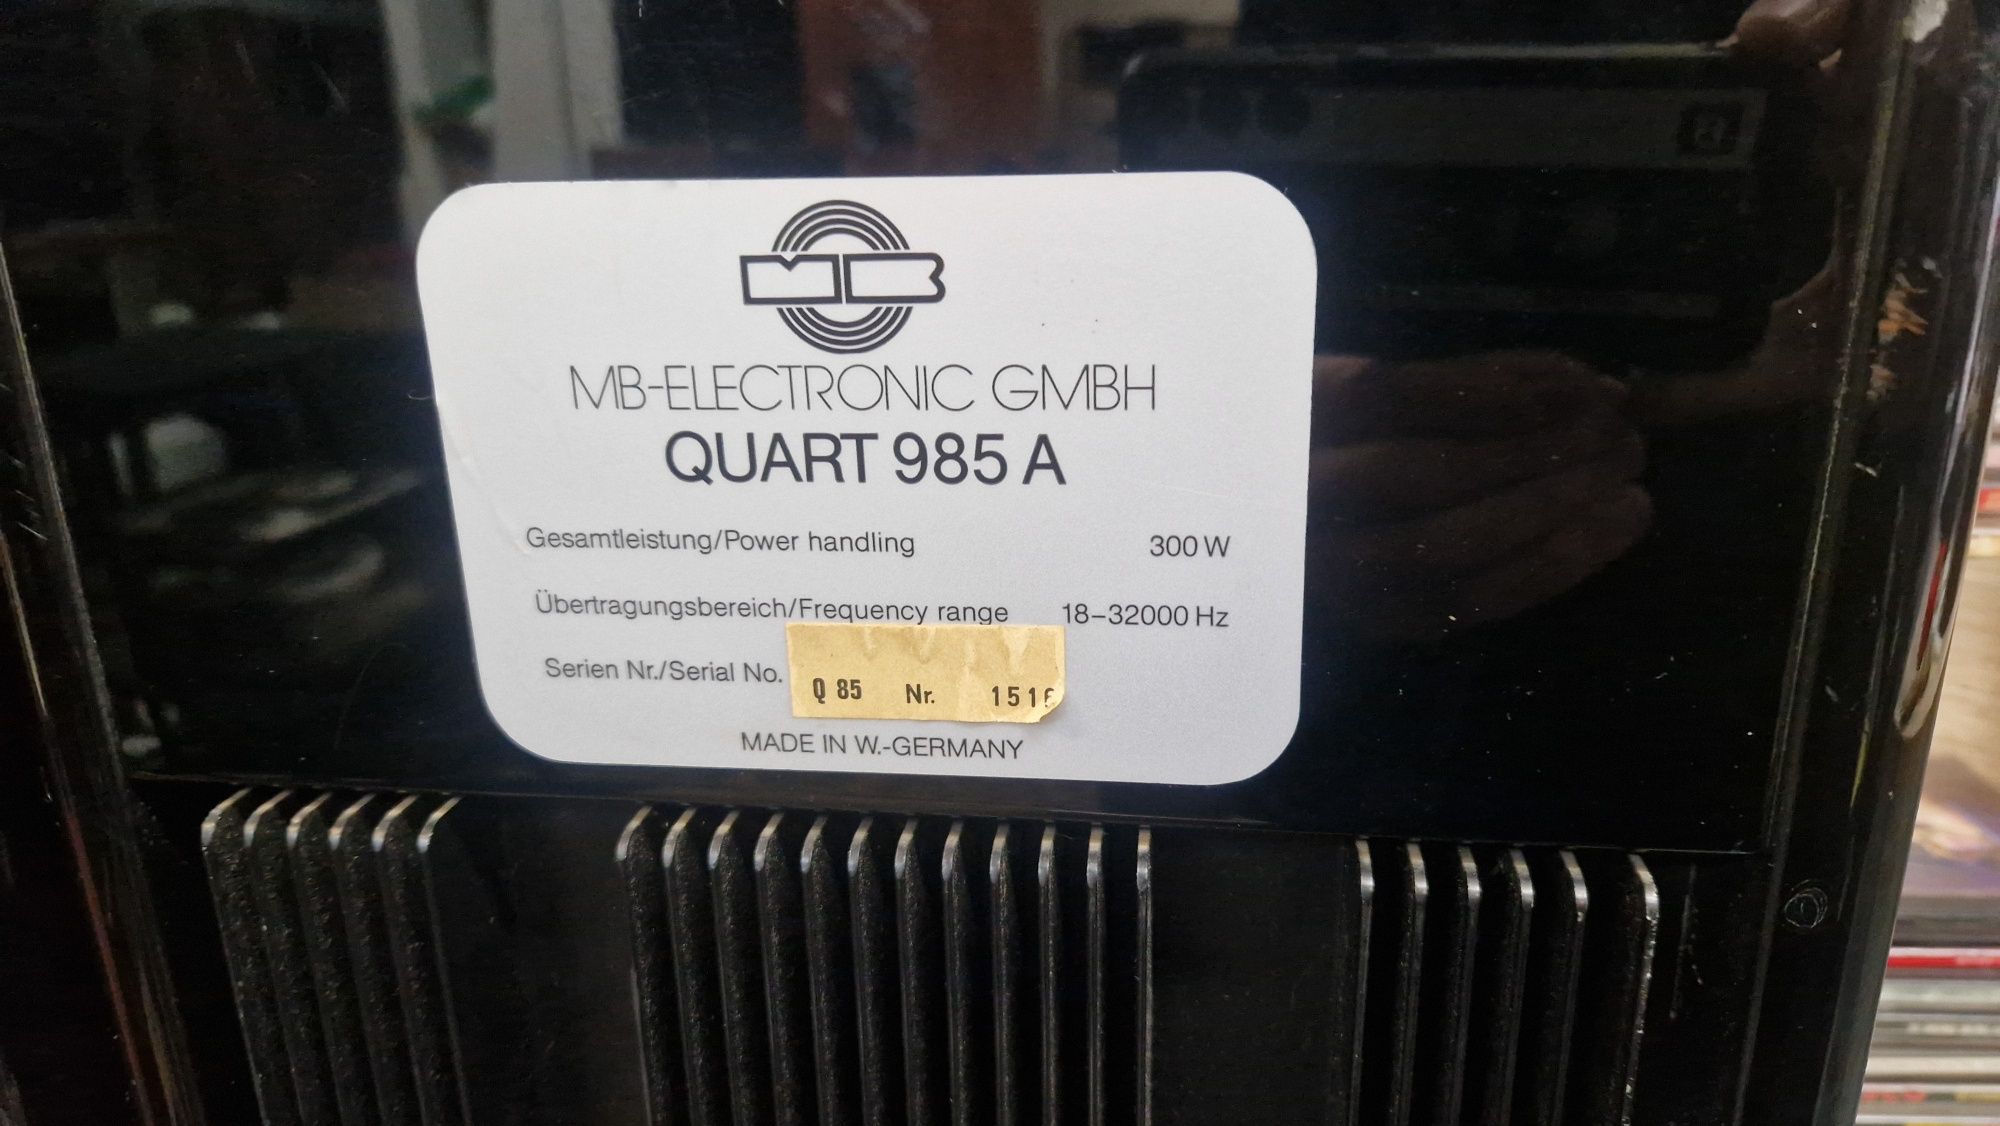 MB
MB-ELECTRONIC GMBH
QUART 985 A
Gesamtleistung/Power handling 300 W
Übertragungsbereich/Frequency range 18–32000 Hz
Serien Nr./Serial No. Q 85 Nr. 151
MADE IN W.-GERMANY